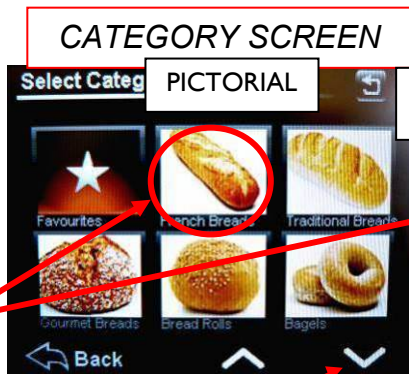 CATEGORY SCREEN
Select Categ
PICTORIAL
Favourites
French Breads
Traditional Breads
Gourmet Breads
Bread Rolls
Bagels
Back